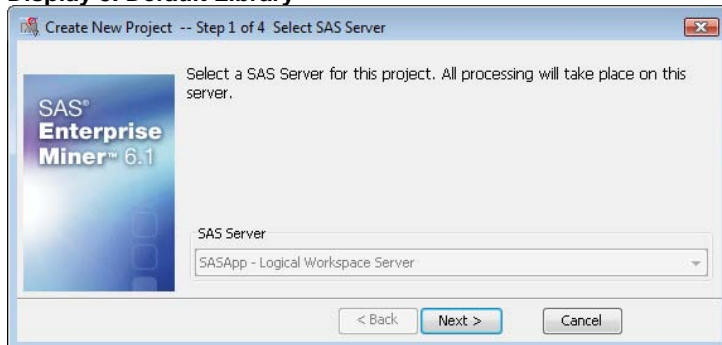 Display 5. Default Library
Create New Project -- Step 1 of 4 Select SAS Server
Select a SAS Server for this project. All processing will take place on this
server.
SAS®
Enterprise
Miner™ 6.1
SAS Server
SASApp - Logical Workspace Server
< Back Next > Cancel